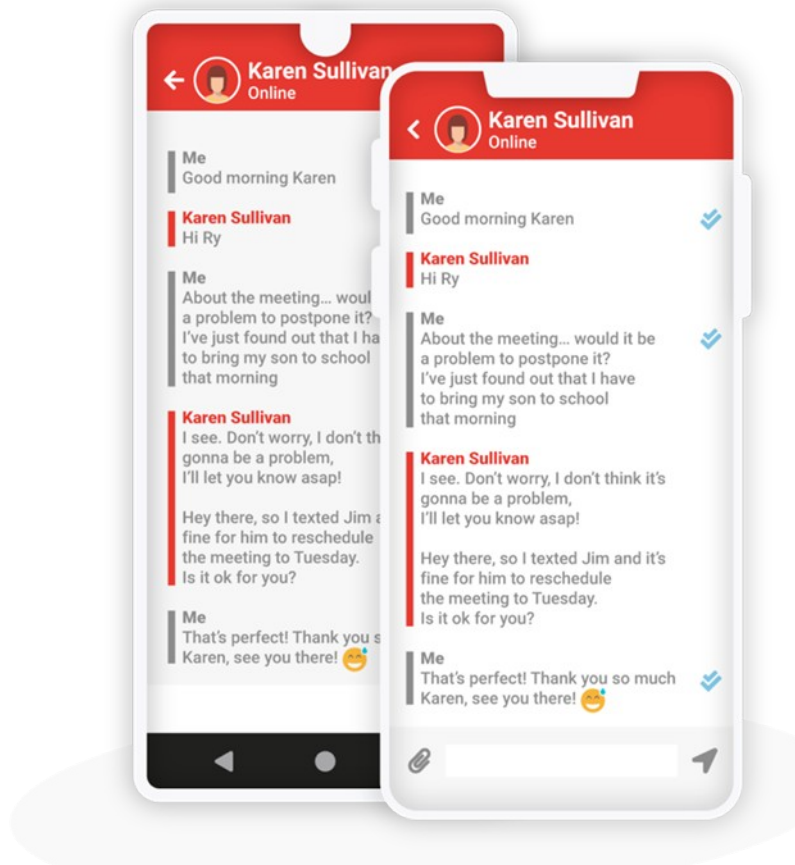 Karen Sullivan
Online
Me
Good morning Karen
Karen Sullivan
Hi Ry
Me
About the meeting... woul
a problem to postpone it?
I've just found out that I ha
to bring my son to school
that morning
Karen Sullivan
I see. Don't worry, I don't th
gonna be a problem,
I'll let you know asap!
Hey there, so I texted Jim a
fine for him to reschedule
the meeting to Tuesday.
Is it ok for you?
Me
That's perfect! Thank you s
Karen, see you there! 😅
Karen Sullivan
Online
Me
Good morning Karen
Karen Sullivan
Hi Ry
Me
About the meeting... would it be
a problem to postpone it?
I've just found out that I have
to bring my son to school
that morning
Karen Sullivan
I see. Don't worry, I don't think it's
gonna be a problem,
I'll let you know asap!
Hey there, so I texted Jim and it's
fine for him to reschedule
the meeting to Tuesday.
Is it ok for you?
Me
That's perfect! Thank you so much
Karen, see you there! 😅